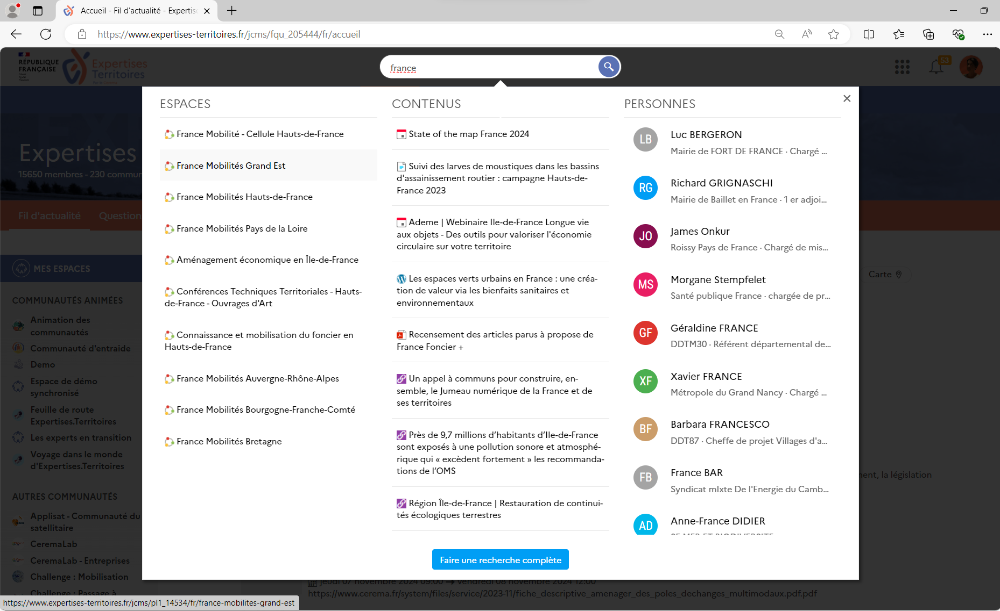 Accueil - Fil d'actualité - Expertise
https://www.expertises-territoires.fr/jcms/fqu_205444/fr/accueil
RÉPUBLIQUE
FRANÇAISE
Expertises
Territoires
france
53
ESPACES
France Mobilité - Cellule Hauts-de-France
France Mobilités Grand Est
France Mobilités Hauts-de-France
France Mobilités Pays de la Loire
Aménagement économique en Île-de-France
Conférences Techniques Territoriales - Hauts-
de-France - Ouvrages d'Art
Connaissance et mobilisation du foncier en
Hauts-de-France
France Mobilités Auvergne-Rhône-Alpes
France Mobilités Bourgogne-Franche-Comté
France Mobilités Bretagne
CONTENUS
State of the map France 2024
Suivi des larves de moustiques dans les bassins
d'assainissement routier : campagne Hauts-de-
France 2023
Ademe | Webinaire Ile-de-France Longue vie
aux objets - Des outils pour valoriser l'économie
circulaire sur votre territoire
Les espaces verts urbains en France : une créa-
tion de valeur via les bienfaits sanitaires et
environnementaux
Recensement des articles parus à propose de
France Foncier +
Un appel à communs pour construire, en-
semble, le Jumeau numérique de la France et de
ses territoires
Près de 9,7 millions d’habitants d’Ile-de-France
sont exposés à une pollution sonore et atmosphé-
rique qui « excèdent fortement » les recommanda-
tions de l’OMS
Région Île-de-France | Restauration de continui-
tés écologiques terrestres
PERSONNES
LB
Luc BERGERON
Mairie de FORT DE FRANCE · Chargé ...
RG
Richard GRIGNASCHI
Mairie de Baillet en France · 1 er adjoi...
JO
James Onkur
Roissy Pays de France · Chargé de mis...
MS
Morgane Stempfelet
Santé publique France · chargée de pr...
GF
Géraldine FRANCE
DDTM30 · Référent départemental de...
XF
Xavier FRANCE
Métropole du Grand Nancy · Chargé ...
BF
Barbara FRANCESCO
DDT87 · Cheffe de projet Villages d'a...
FB
France BAR
Syndicat mIxte De l'Energie du Camb...
AD
Anne-France DIDIER
Faire une recherche complète
Expertises
15650 membres - 230 commun
Fil d'actualité
Question
MES ESPACES
COMMUNAUTÉS ANIMÉES
Animation des
communautés
Communauté d'entraide
Demo
Espace de démo
synchronisé
Feuille de route
Expertises.Territoires
Les experts en transition
Voyage dans le monde
d'Expertises.Territoires
AUTRES COMMUNAUTÉS
Applisat - Communauté du
satellitaire
CeremaLab
CeremaLab - Entreprises
Challenge : Mobilisation
Challenge : Passage à
Carte
ment, la législation
jeudi 07 novembre 2024 09:00 → vendredi 08 novembre 2024 12:00
https://www.cerema.fr/system/files/service/2023-11/fiche_descriptive_amenager_des_poles_dechanges_multimodaux.pdf.pdf
https://www.expertises-territoires.fr/jcms/pl1_14534/fr/france-mobilites-grand-est